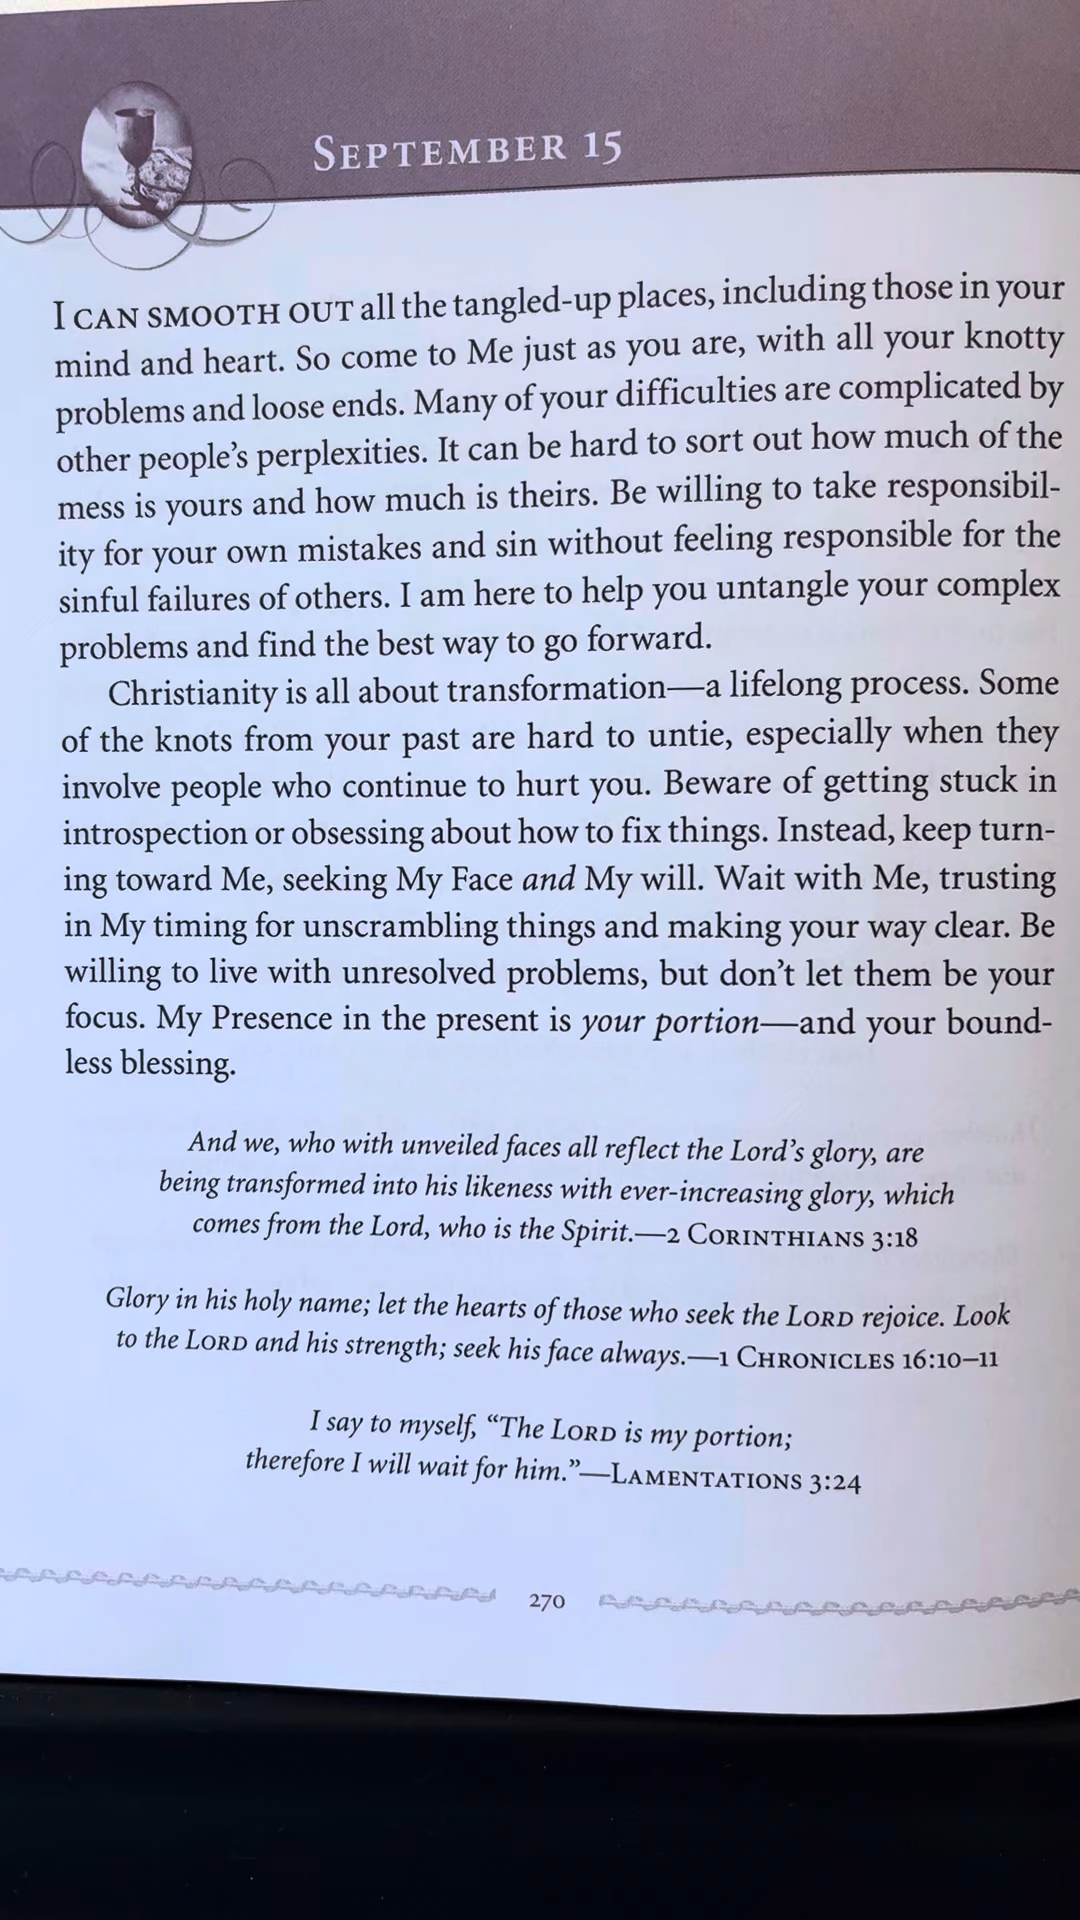 September 15
I can smooth out all the tangled-up places, including those in your
mind and heart. So come to Me just as you are, with all your knotty
problems and loose ends. Many of your difficulties are complicated by
other people’s perplexities. It can be hard to sort out how much of the
mess is yours and how much is theirs. Be willing to take responsibil-
ity for your own mistakes and sin without feeling responsible for the
sinful failures of others. I am here to help you untangle your complex
problems and find the best way to go forward.
Christianity is all about transformation—a lifelong process. Some
of the knots from your past are hard to untie, especially when they
involve people who continue to hurt you. Beware of getting stuck in
introspection or obsessing about how to fix things. Instead, keep turn-
ing toward Me, seeking My Face and My will. Wait with Me, trusting
in My timing for unscrambling things and making your way clear. Be
willing to live with unresolved problems, but don’t let them be your
focus. My Presence in the present is your portion—and your bound-
less blessing.
And we, who with unveiled faces all reflect the Lord’s glory, are
being transformed into his likeness with ever-increasing glory, which
comes from the Lord, who is the Spirit.—2 Corinthians 3:18
Glory in his holy name; let the hearts of those who seek the Lord rejoice. Look
to the Lord and his strength; seek his face always.—1 Chronicles 16:10–11
I say to myself, “The Lord is my portion;
therefore I will wait for him.”—Lamentations 3:24
270